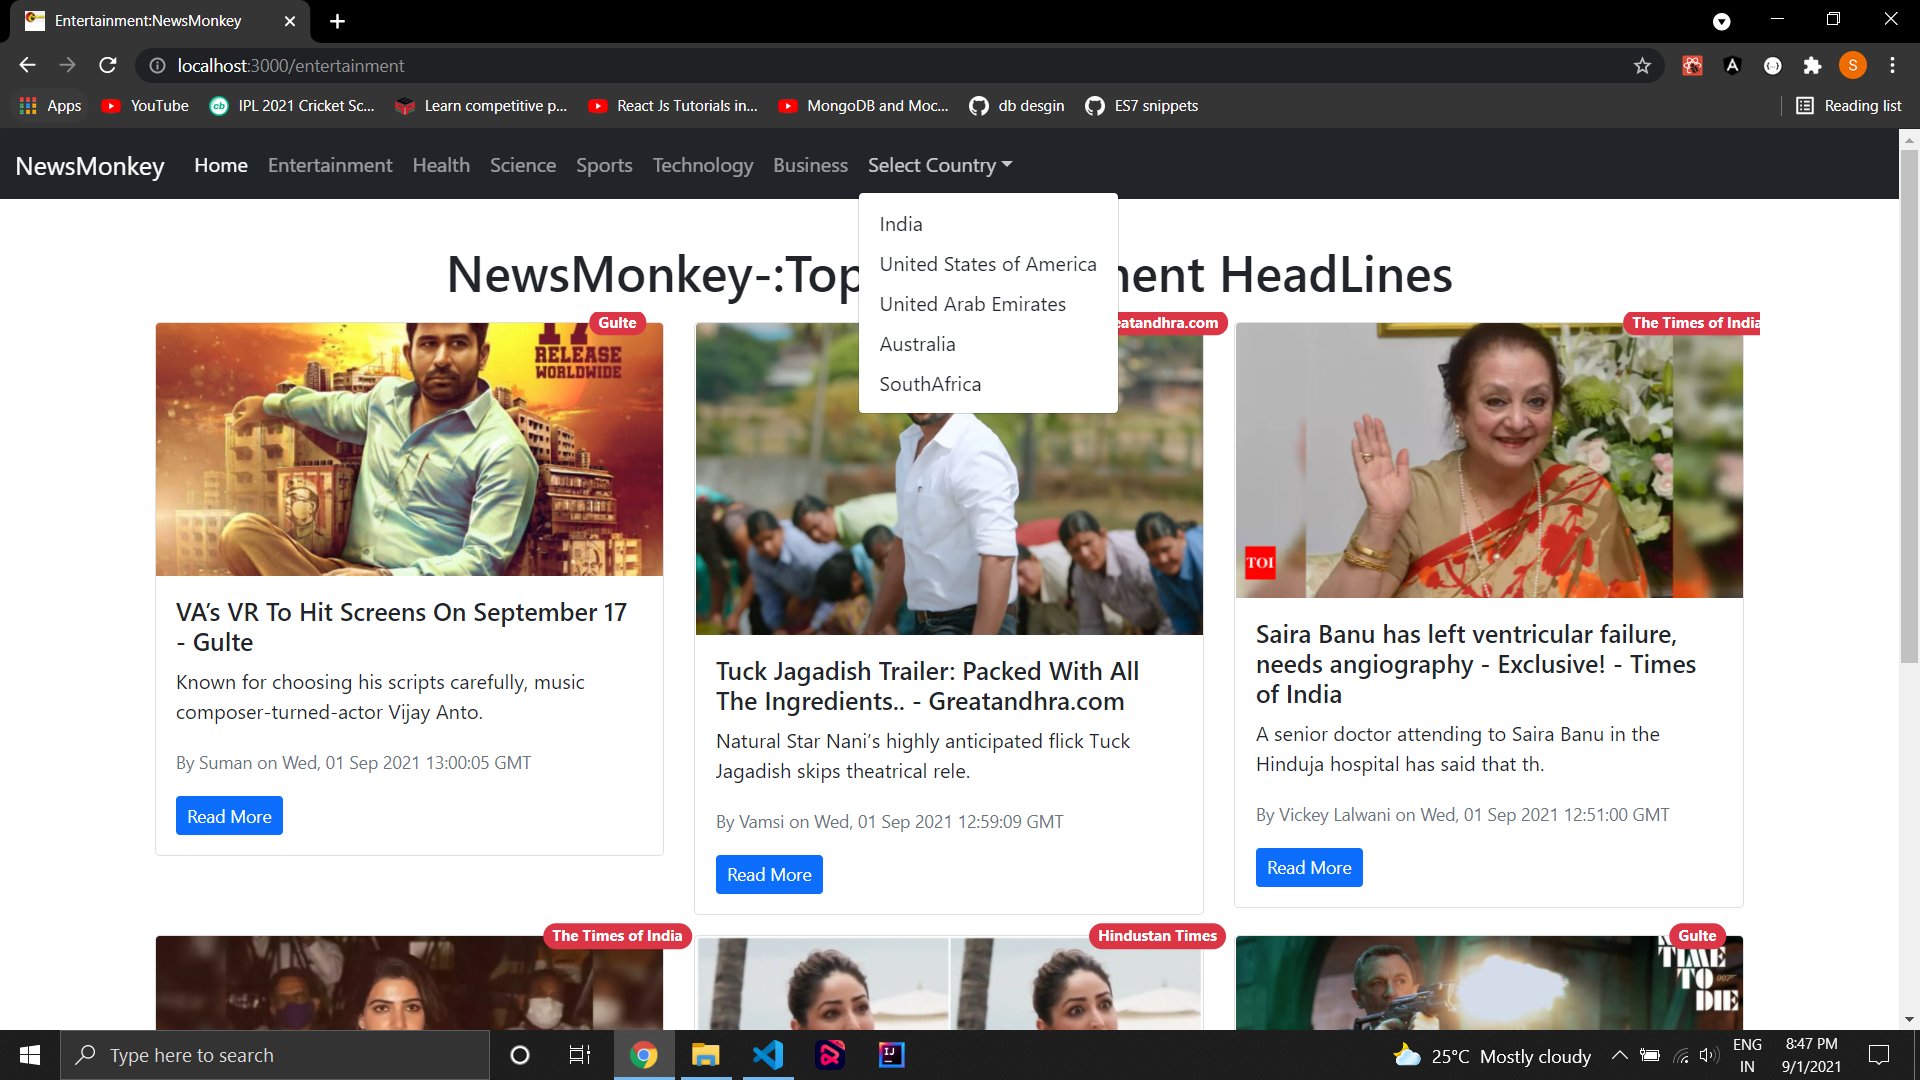 Entertainment:NewsMonkey
localhost:3000/entertainment
S
Apps
YouTube
IPL 2021 Cricket Sc...
Learn competitive p...
React Js Tutorials in...
MongoDB and Moc...
db desgin
ES7 snippets
Reading list
NewsMonkey
Home
Entertainment
Health
Science
Sports
Technology
Business
Select Country
India
United States of America
United Arab Emirates
Australia
SouthAfrica
NewsMonkey-:Top ment HeadLines
Gulte
eatandhra.com
The Times of India
RELEASE
WORLDWIDE
TOI
VA’s VR To Hit Screens On September 17
- Gulte
Known for choosing his scripts carefully, music
composer-turned-actor Vijay Anto.
By Suman on Wed, 01 Sep 2021 13:00:05 GMT
Read More
Tuck Jagadish Trailer: Packed With All
The Ingredients.. - Greatandhra.com
Natural Star Nani’s highly anticipated flick Tuck
Jagadish skips theatrical rele.
By Vamsi on Wed, 01 Sep 2021 12:59:09 GMT
Read More
Saira Banu has left ventricular failure,
needs angiography - Exclusive! - Times
of India
A senior doctor attending to Saira Banu in the
Hinduja hospital has said that th.
By Vickey Lalwani on Wed, 01 Sep 2021 12:51:00 GMT
Read More
The Times of India
Hindustan Times
Gulte
TIME
TO
DIE
007
Type here to search
25°C Mostly cloudy
ENG
IN
8:47 PM
9/1/2021